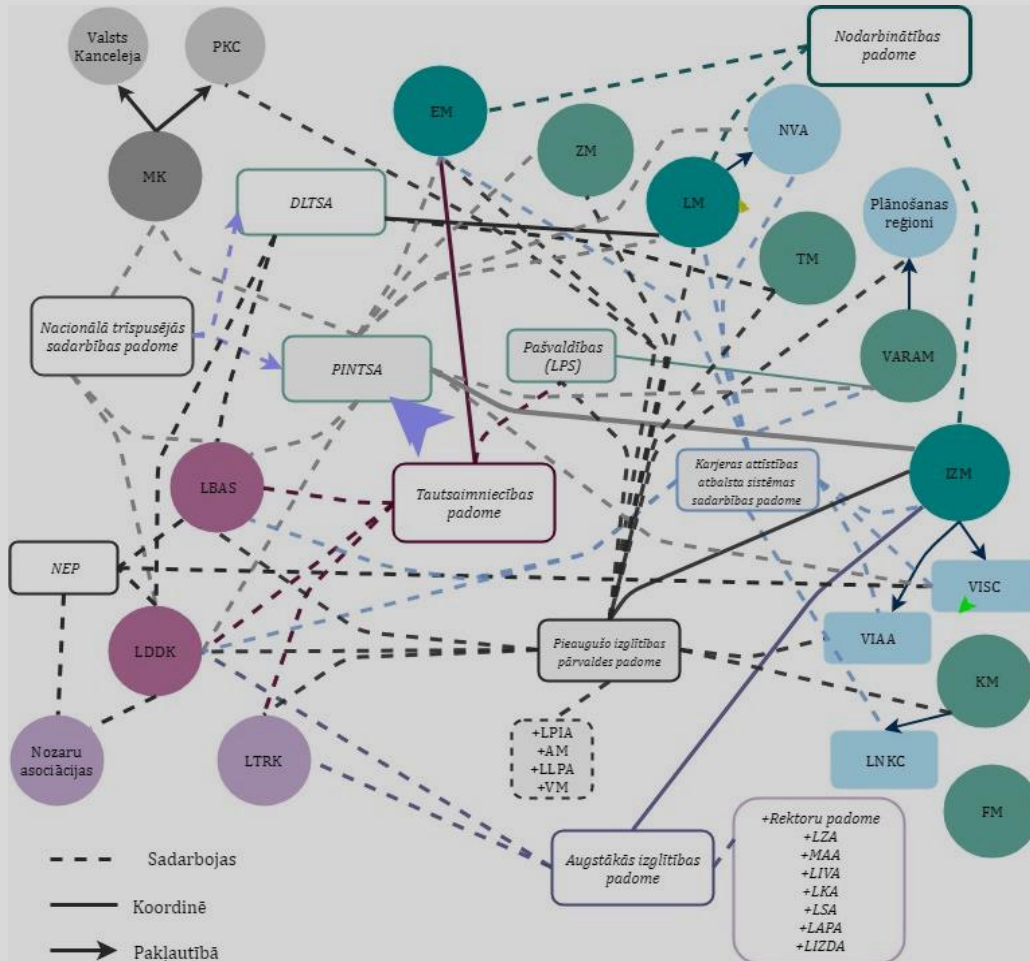 Valsts
Kanceleja
PKC
Nodarbinātības
padome
EM
ZM
NVA
MK
DLTSA
LM
Plānošanas
reģioni
TM
Nacionālā trīspusējās
sadarbības padome
PINTSA
Pašvaldības
(LPS)
VARAM
LBAS
Tautsaimniecības
padome
Karjeras attīstības
atbalsta sistēmas
sadarbības padome
IZM
NEP
VISC
LDDK
Pieaugušo izglītības
pārvaldes padome
VIAA
KM
Nozaru
asociācijas
LTRK
+LPIA
+AM
+LLPA
+VM
LNKC
FM
Augstākās izglītības
padome
+Rektoru padome
+LZA
+MAA
+LIVA
+LKA
+LSA
+LAPA
+LIZDA
Sadarbojas
Koordinē
Pakļautībā